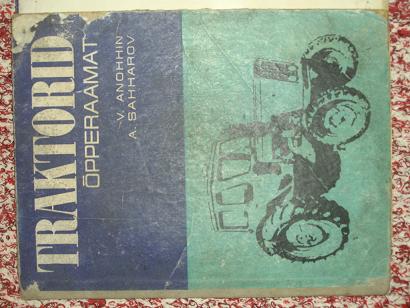 TRAKTORID
ÕPPERAAMAT
V. ANOHHIN
A. SAHHAROV